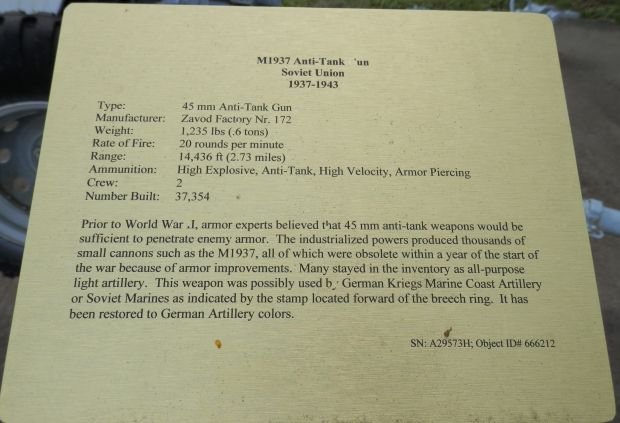 M1937 Anti-Tank 'un
Soviet Union
1937-1943
Type: 45 mm Anti-Tank Gun
Manufacturer: Zavod Factory Nr. 172
Weight: 1,235 lbs (.6 tons)
Rate of Fire: 20 rounds per minute
Range: 14,436 ft (2.73 miles)
Ammunition: High Explosive, Anti-Tank, High Velocity, Armor Piercing
Crew: 2
Number Built: 37,354
Prior to World War .I, armor experts believed that 45 mm anti-tank weapons would be
sufficient to penetrate enemy armor. The industrialized powers produced thousands of
small cannons such as the M1937, all of which were obsolete within a year of the start of
the war because of armor improvements. Many stayed in the inventory as all-purpose
light artillery. This weapon was possibly used by German Kriegs Marine Coast Artillery
or Soviet Marines as indicated by the stamp located forward of the breech ring. It has
been restored to German Artillery colors.
SN: A29573H; Object ID# 666212